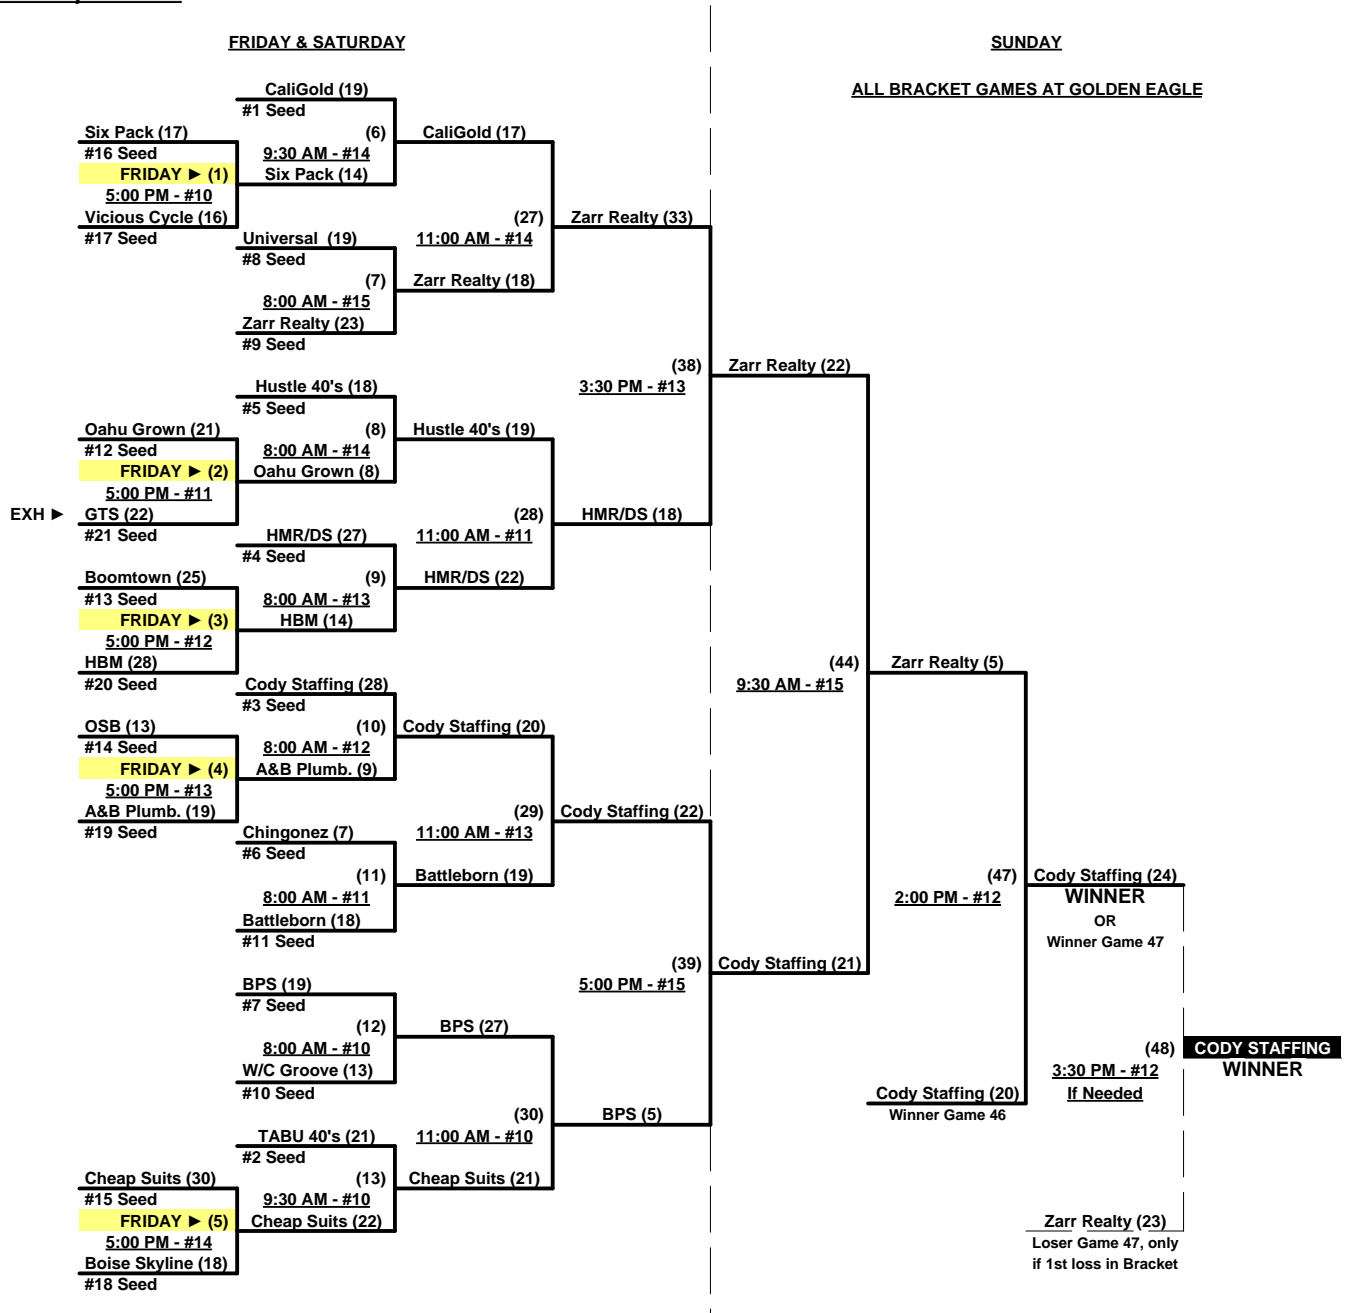 FRIDAY & SATURDAY
SUNDAY
CaliGold (19)
ALL BRACKET GAMES AT GOLDEN EAGLE
#1 Seed
Six Pack (17)
(6)
CaliGold (17)
#16 Seed
9:30 AM - #14
FRIDAY ► (1)
Six Pack (14)
5:00 PM - #10
Vicious Cycle (16)
(27)
Zarr Realty (33)
#17 Seed
Universal (19)
11:00 AM - #14
#8 Seed
(7)
Zarr Realty (18)
8:00 AM - #15
Zarr Realty (23)
#9 Seed
(38)
Zarr Realty (22)
Hustle 40's (18)
3:30 PM - #13
#5 Seed
Oahu Grown (21)
(8)
Hustle 40's (19)
#12 Seed
8:00 AM - #14
FRIDAY ► (2)
Oahu Grown (8)
5:00 PM - #11
EXH ►
GTS (22)
(28)
HMR/DS (18)
#21 Seed
HMR/DS (27)
11:00 AM - #11
#4 Seed
Boomtown (25)
(9)
HMR/DS (22)
#13 Seed
8:00 AM - #13
FRIDAY ► (3)
HBM (14)
5:00 PM - #12
HBM (28)
(44)
Zarr Realty (5)
#20 Seed
Cody Staffing (28)
9:30 AM - #15
#3 Seed
OSB (13)
(10)
Cody Staffing (20)
#14 Seed
8:00 AM - #12
FRIDAY ► (4)
A&B Plumb. (9)
5:00 PM - #13
A&B Plumb. (19)
(29)
Cody Staffing (22)
#19 Seed
Chingonez (7)
11:00 AM - #13
#6 Seed
(11)
Battleborn (19)
(47)
Cody Staffing (24)
8:00 AM - #11
2:00 PM - #12
WINNER
Battleborn (18)
OR
#11 Seed
Winner Game 47
(39)
Cody Staffing (21)
BPS (19)
5:00 PM - #15
#7 Seed
(12)
BPS (27)
8:00 AM - #10
(48)
CODY STAFFING
W/C Groove (13)
3:30 PM - #12
WINNER
#10 Seed
Cody Staffing (20)
If Needed
(30)
BPS (5)
Winner Game 46
TABU 40's (21)
11:00 AM - #10
#2 Seed
Cheap Suits (30)
(13)
Cheap Suits (21)
#15 Seed
9:30 AM - #10
FRIDAY ► (5)
Cheap Suits (22)
Zarr Realty (23)
5:00 PM - #14
Loser Game 47, only
Boise Skyline (18)
if 1st loss in Bracket
#18 Seed